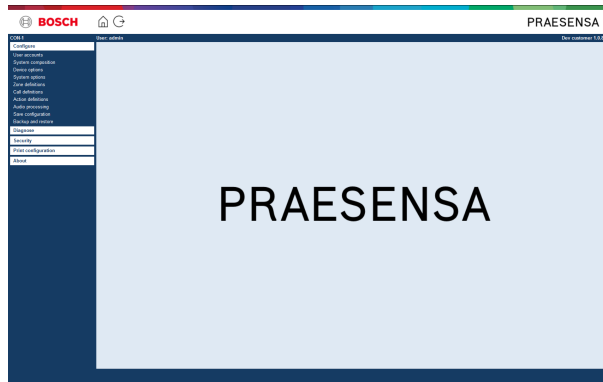 BOSCH
PRAESENSA
CON-1
User: admin
Dev customer 1.0.
Configure
User accounts
System composition
Device options
System options
Zone definitions
Call definitions
Action definitions
Audio processing
Save configuration
Backup and restore
Diagnose
Security
Print configuration
About
PRAESENSA